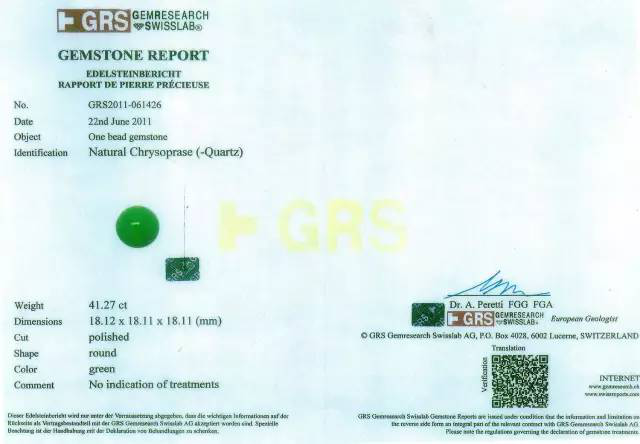 GRS GEMRESEARCH
SWISSLAB®
GEMSTONE REPORT
EDELSTEINBERICHT
RAPPORT DE PIERRE PRÉCIEUSE
No. GRS2011-061426
Date 22nd June 2011
Object One bead gemstone
Identification Natural Chrysoprase (-Quartz)
GRS
Weight 41.27 ct
Dimensions 18.12 x 18.11 x 18.11 (mm)
Cut polished
Shape round
Color green
Comment No indication of treatments
Dieser Edelsteinbericht wird nur unter der Vorraussetzung abgegeben, dass die wichtigen Informationen auf der
Rückseite als Vertragsbestandteil mit der GRS Gemresearch Swisslab AG akzeptiert worden sind. Spezielle
Beachtung ist der Handhabung mit der Deklaration von Behandlungen zu schenken.
Dr. A. Peretti FGG FGA
GRS GEMRESEARCH
SWISSLAB® European Geologist
© GRS Gemresearch Swisslab AG, P.O. Box 4028, 6002 Lucerne, SWITZERLAND
Translation
Verification
INTERNET
www.gemresearch.ch
www.swissreports.com
GRS Gemresearch Swisslab Gemstone Reports are issued under condition that the information and limitation on
the reverse side form an integral part of the relevant contract with GRS Gemresearch Swisslab AG.
Please note the regulations governing the declaration of gemstone treatments.